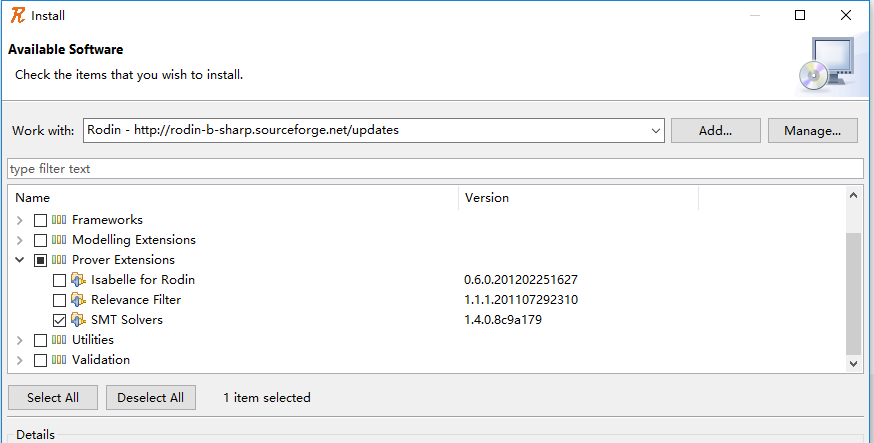 Install
Available Software
Check the items that you wish to install.
Work with: Rodin - http://rodin-b-sharp.sourceforge.net/updates Add... Manage...
type filter text
Name Version
Frameworks
Modelling Extensions
Prover Extensions
Isabelle for Rodin 0.6.0.201202251627
Relevance Filter 1.1.1.201107292310
SMT Solvers 1.4.0.8c9a179
Utilities
Validation
Select All Deselect All 1 item selected
Details